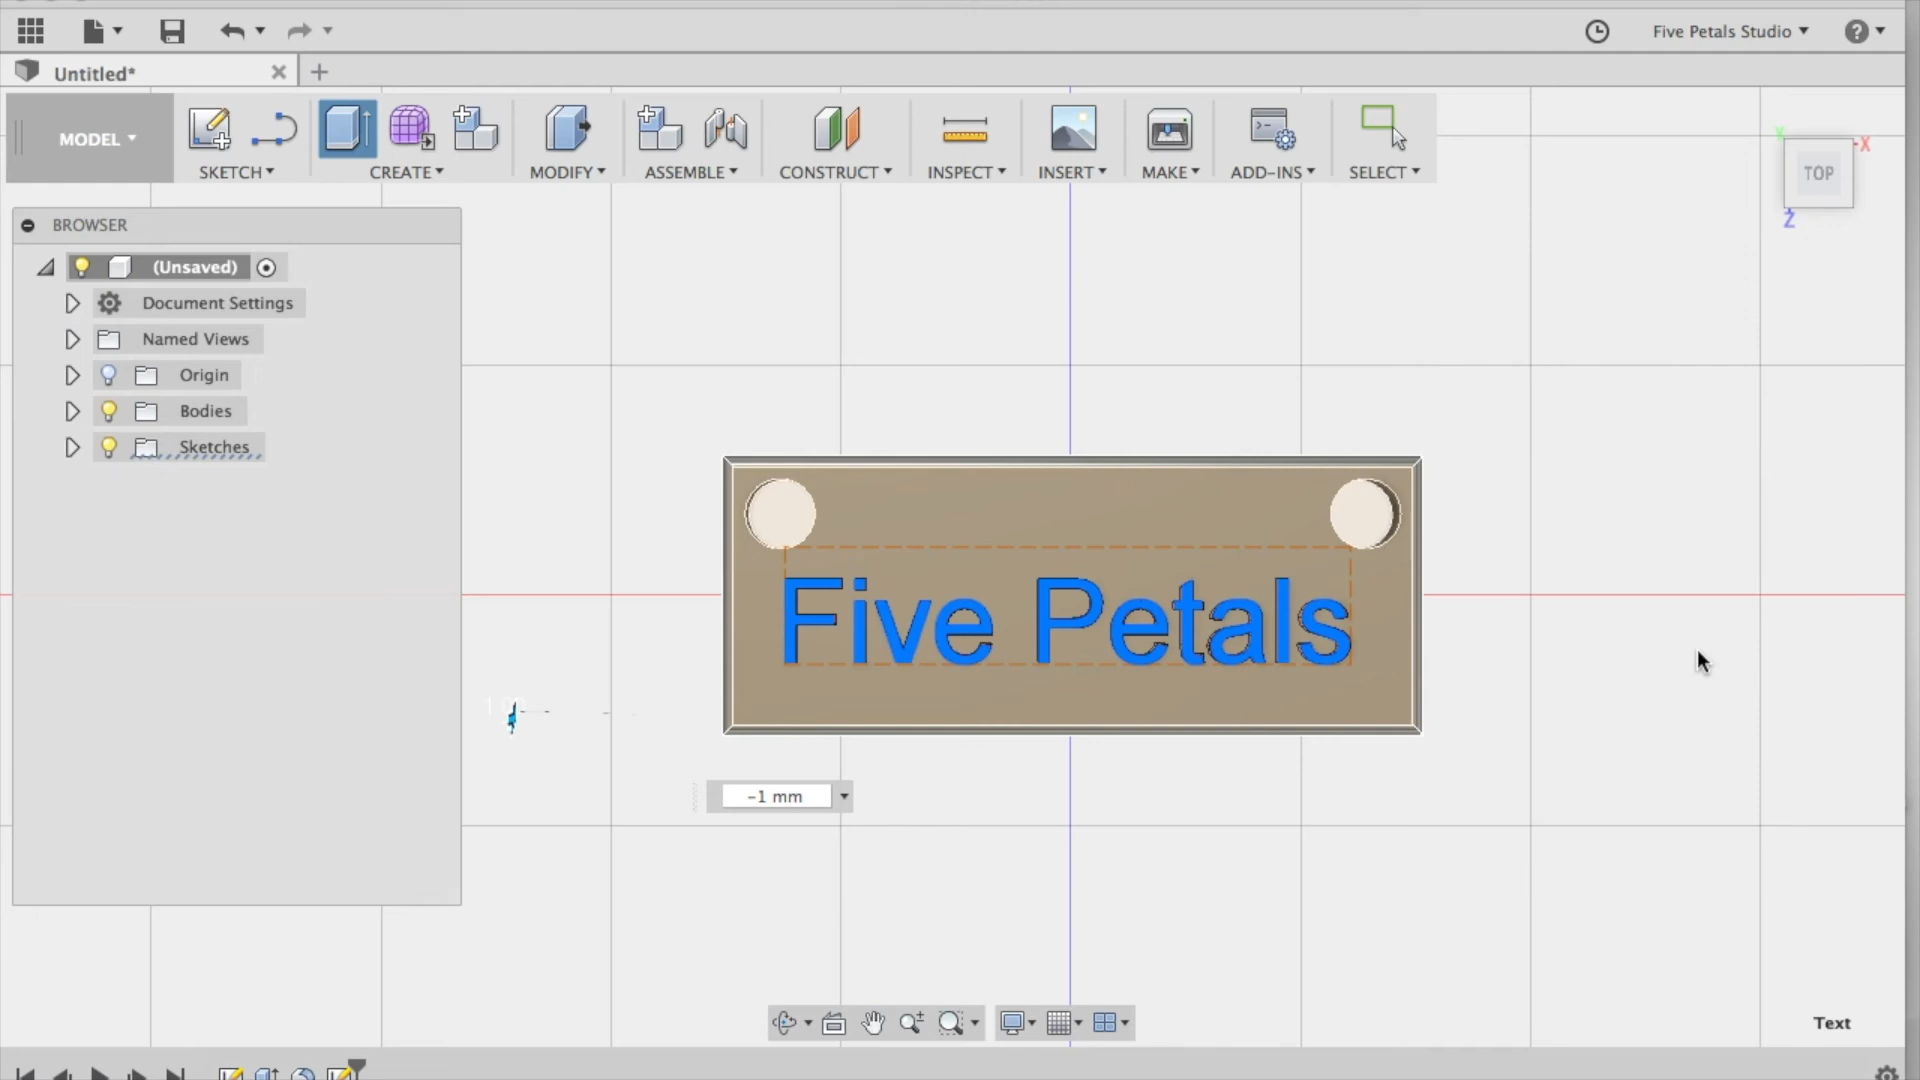 Five Petals Studio
?
Untitled*
MODEL
SKETCH
CREATE
MODIFY
ASSEMBLE
CONSTRUCT
INSPECT
INSERT
MAKE
ADD-INS
SELECT
TOP
X
Z
BROWSER
(Unsaved)
Document Settings
Named Views
Origin
Bodies
Sketches
Five Petals
-1 mm
Text